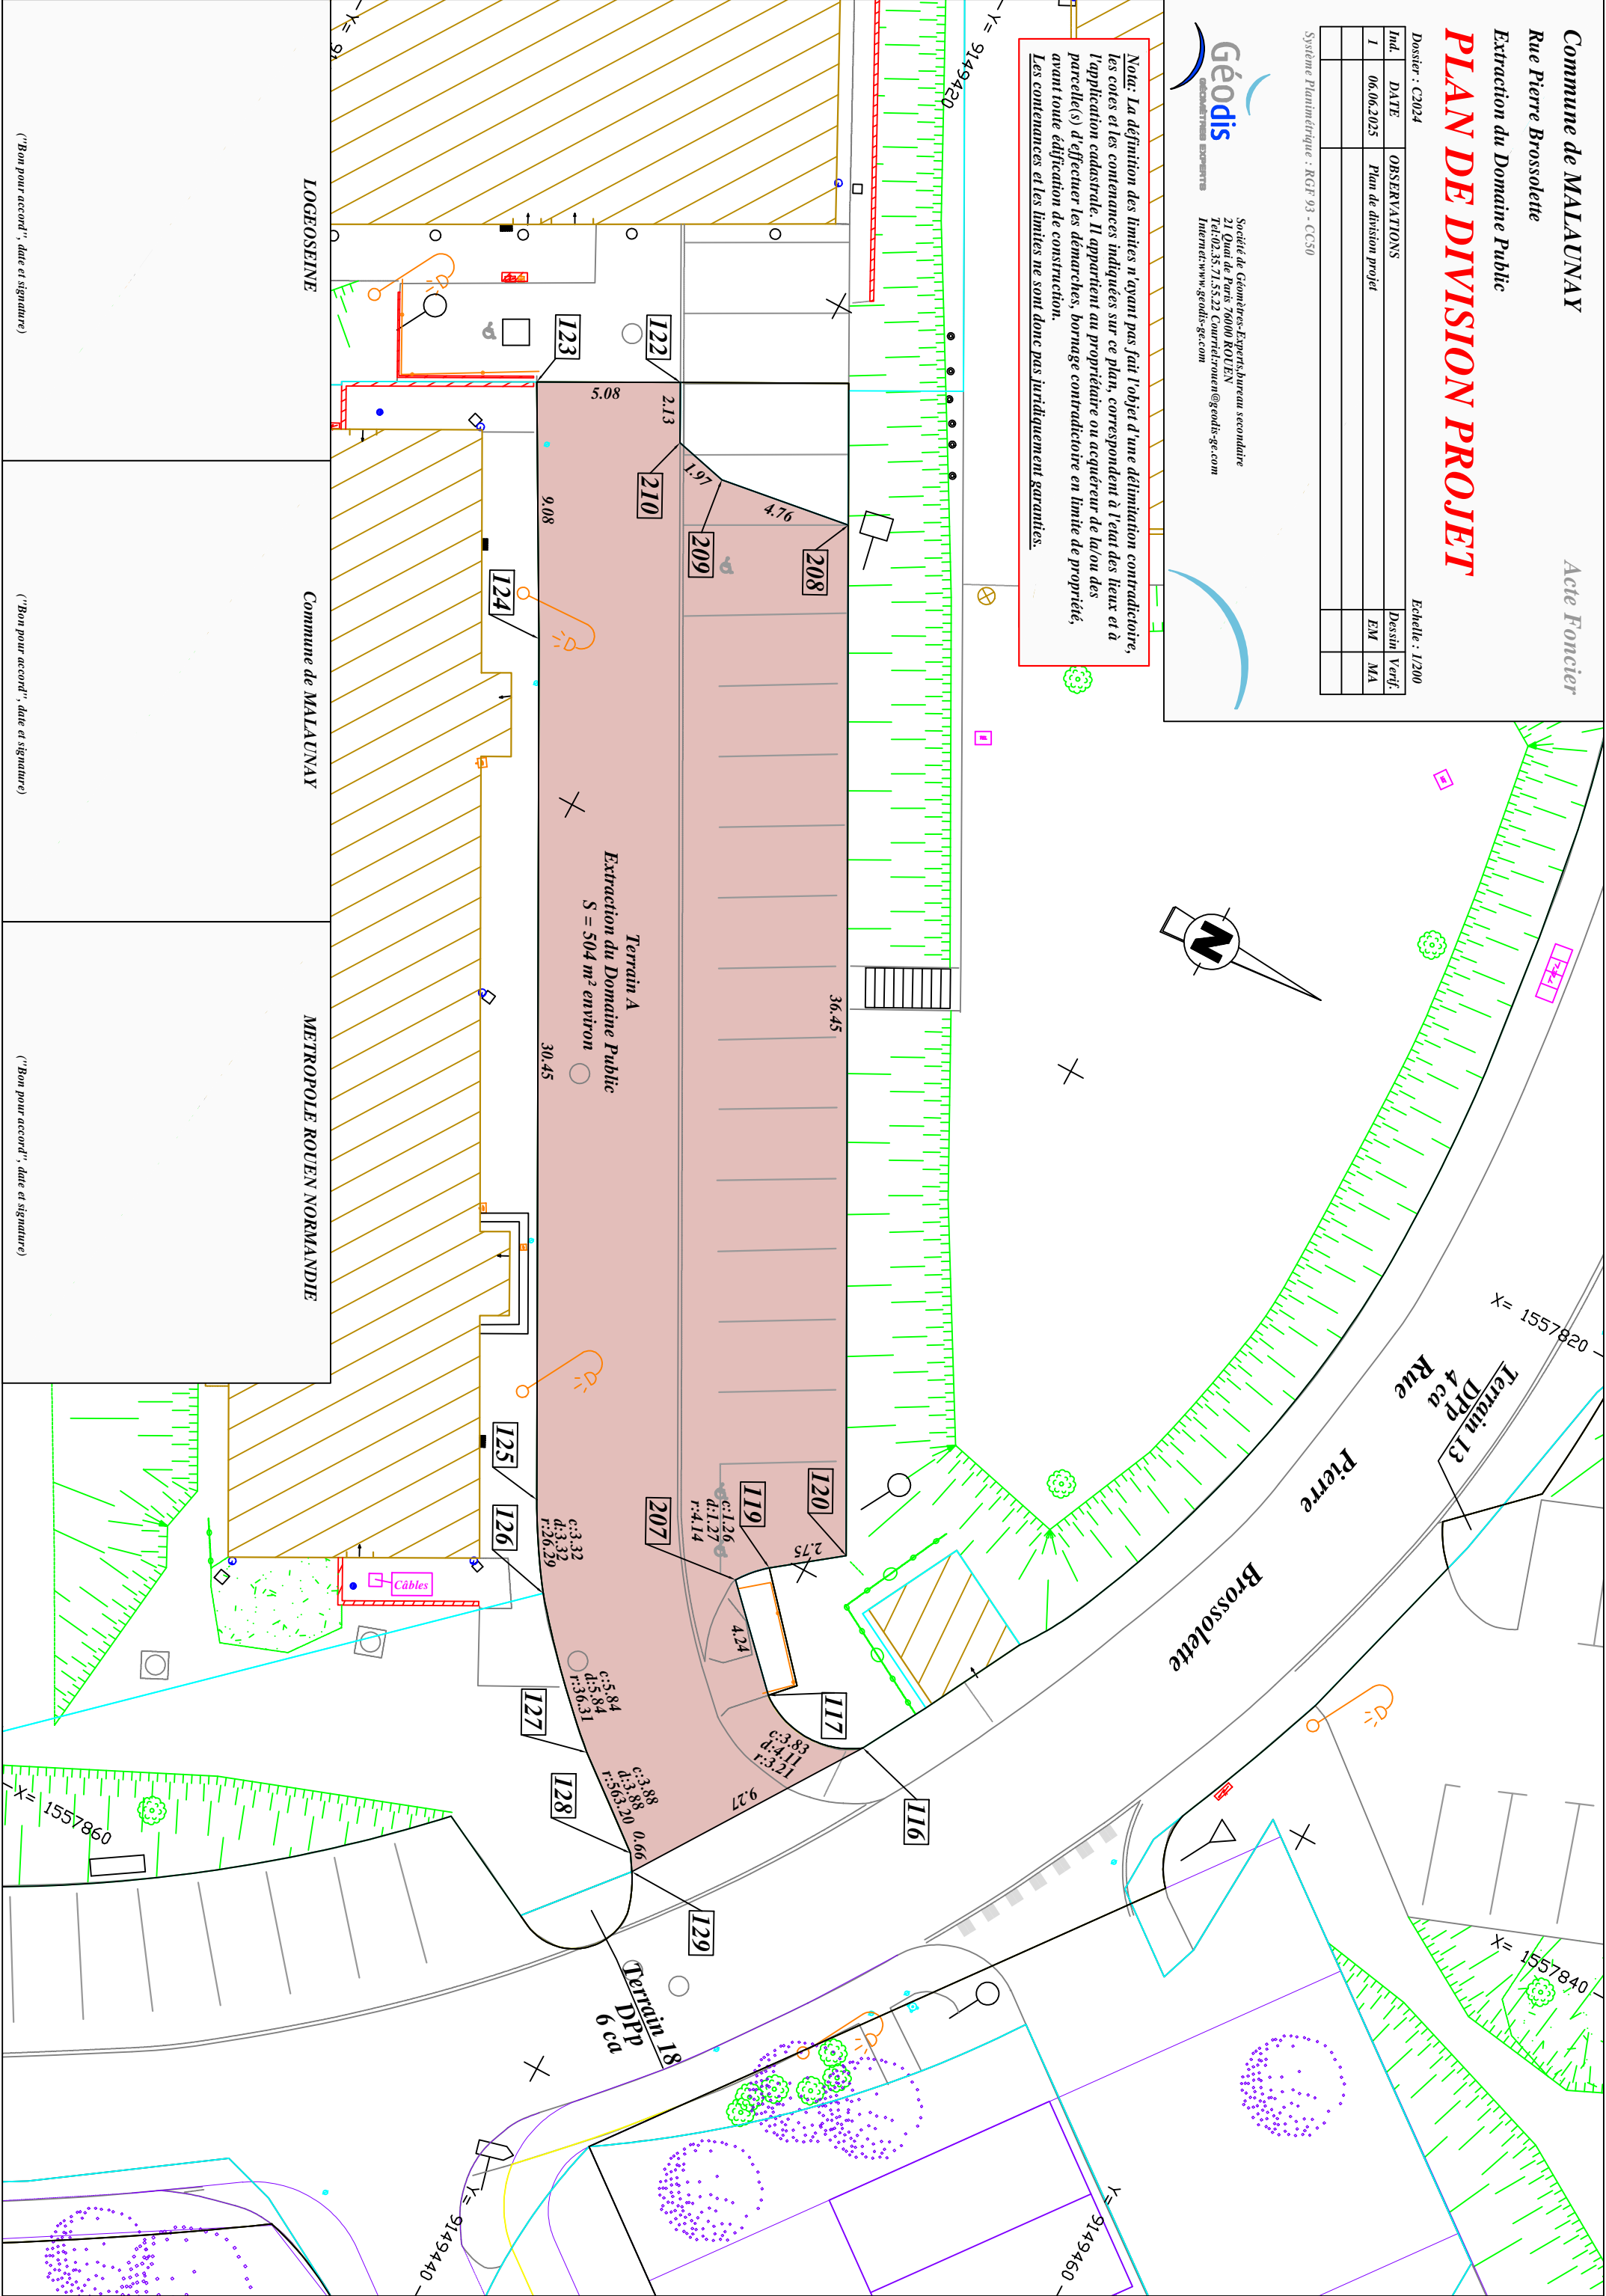 Commune de MALAUNAY
Acte Foncier
Rue Pierre Brossolette
Extraction du Domaine Public
PLAN DE DIVISION PROJET
Dossier : C2024
Echelle : 1/200
Ind. DATE OBSERVATIONS Dessin Verif.
1 06.06.2025 Plan de division projet EM MA
Système Planimétrique : RGF 93 - CC50
Géodis
GÉOMÈTRES EXPERTS
Société de Géomètres-Experts,bureau secondaire
21 Quai de Paris 76000 ROUEN
Tel:02.35.71.55.22 Courriel:rouen@geodis-ge.com
Internet:www.geodis-ge.com
Nota: La définition des limites n'ayant pas fait l'objet d'une délimitation contradictoire,
les cotes et les contenances indiquées sur ce plan, correspondent à l'etat des lieux et à
l'application cadastrale. Il appartient au propriétaire ou acquéreur de la/ou des
parcelle(s) d'effectuer les démarches, bornage contradictoire en limite de propriété,
avant toute édification de construction.
Les contenances et les limites ne sont donc pas juridiquement garanties.
Y= 9149420
Y=
X= 1557820
Terrain 13
DPp
4 ca
Rue
Pierre
Brossolette
X= 1557840
Y= 9149460
N
208
4.76
209
1.97
210
2.13
122
5.08
123
9.08
124
36.45
Terrain A
Extraction du Domaine Public
S = 504 m² environ
30.45
120
2.75
119
c:1.26
d:1.27
r:4.14
207
4.24
117
c:3.83
d:4.11
r:3.21
116
9.27
125
126
c:3.32
d:3.32
r:26.29
c:5.84
d:5.84
r:36.31
127
c:3.88
d:3.88
r:563.20
0.66
128
129
Câbles
Terrain 18
DPp
6 ca
X= 1557860
Y= 9149440
LOGEOSEINE
("Bon pour accord", date et signature)
Commune de MALAUNAY
("Bon pour accord", date et signature)
METROPOLE ROUEN NORMANDIE
("Bon pour accord", date et signature)